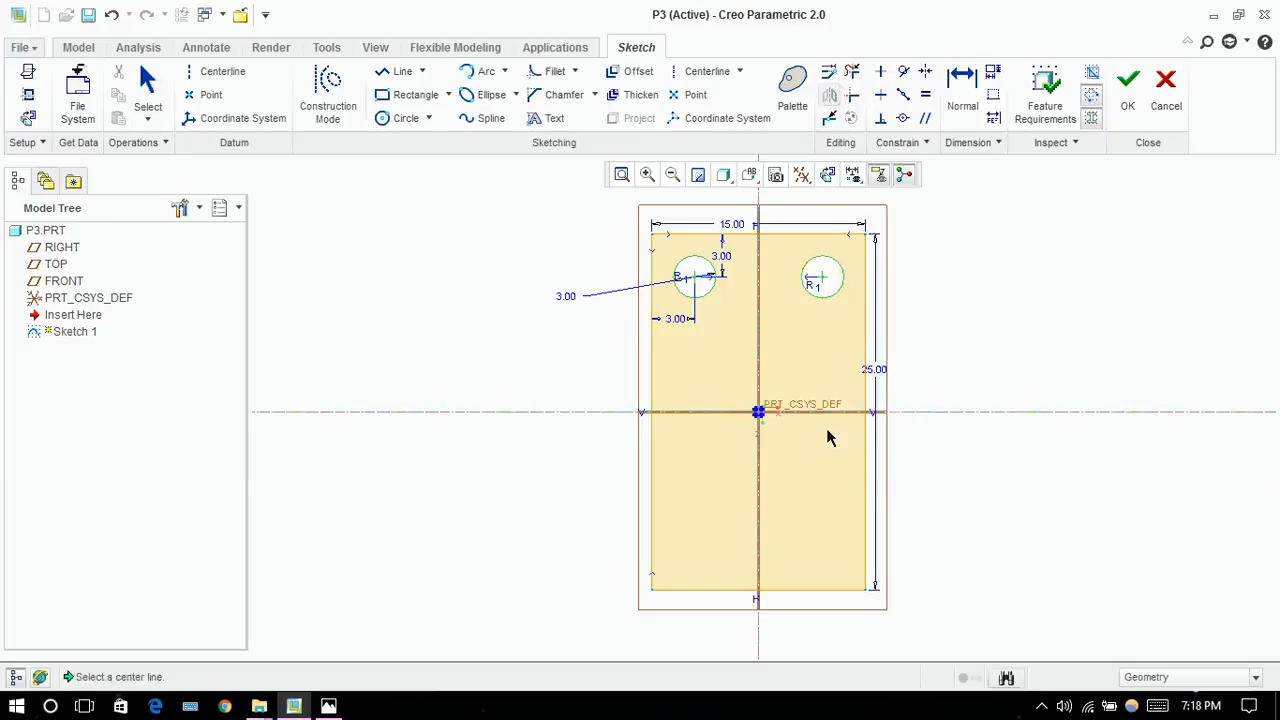 P3 (Active) - Creo Parametric 2.0
File Model Analysis Annotate Render Tools View Flexible Modeling Applications Sketch
Centerline Line Arc Fillet Offset Centerline
Point Rectangle Ellipse Chamfer Thicken Point
Coordinate System Circle Spline Text Project Coordinate System
File System
Select
Construction Mode
Palette
Normal
Feature Requirements
OK
Cancel
Setup Get Data Operations Datum Sketching Editing Constrain Dimension Inspect Close
Model Tree
P3.PRT
RIGHT
TOP
FRONT
PRT_CSYS_DEF
Insert Here
Sketch 1
15.00 H
3.00
R 1
R 1
3.00
3.00
25.00
PRT_CSYS_DEF
V V
H
Select a center line.
Geometry
7:18 PM